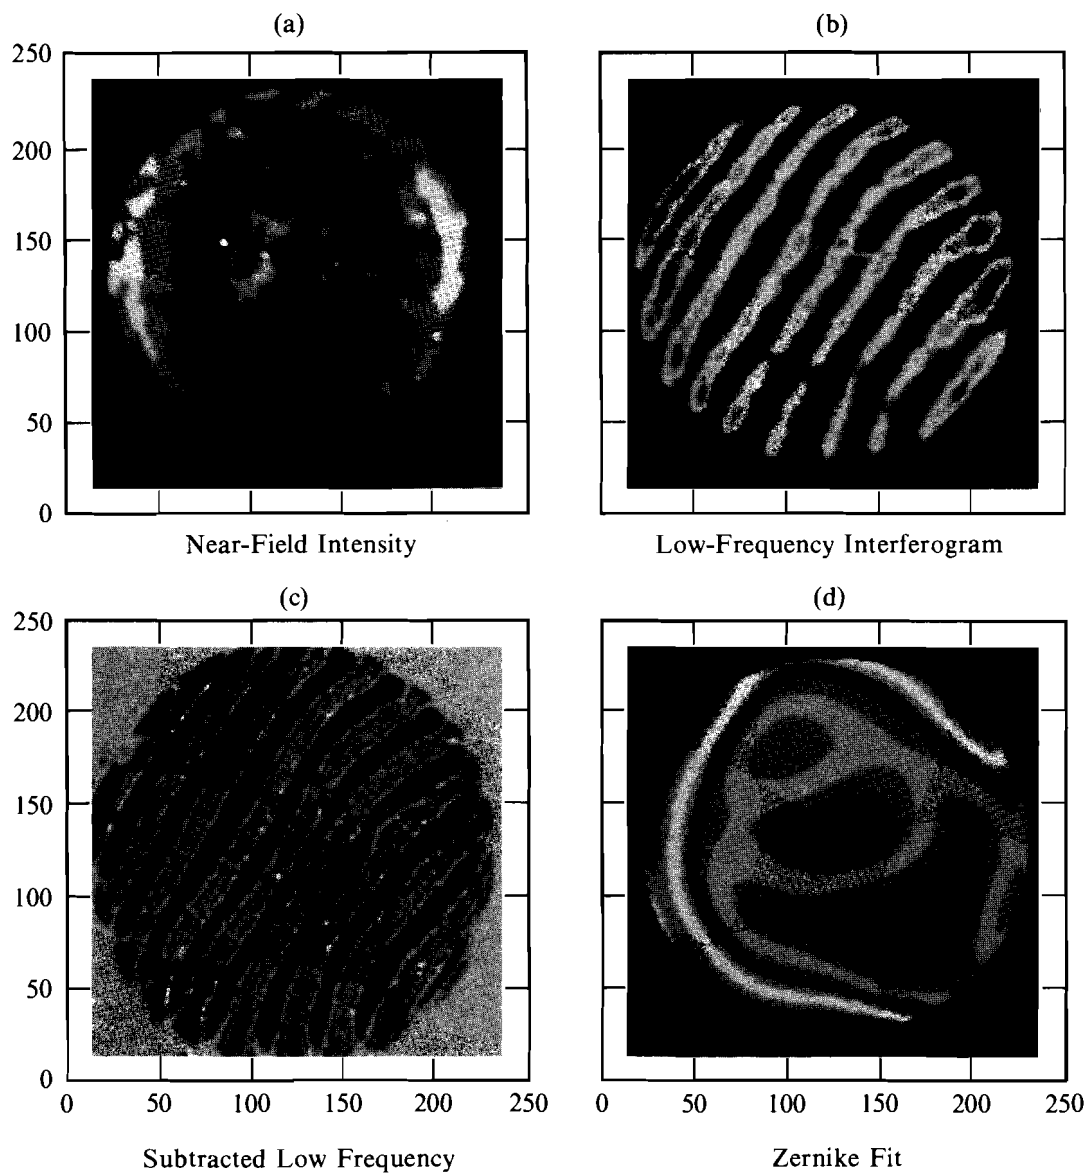 (a) (b)
250
200
150
100
50
0
Near-Field Intensity Low-Frequency Interferogram
(c) (d)
250
200
150
100
50
0
0 50 100 150 200 250 0 50 100 150 200 250
Subtracted Low Frequency Zernike Fit